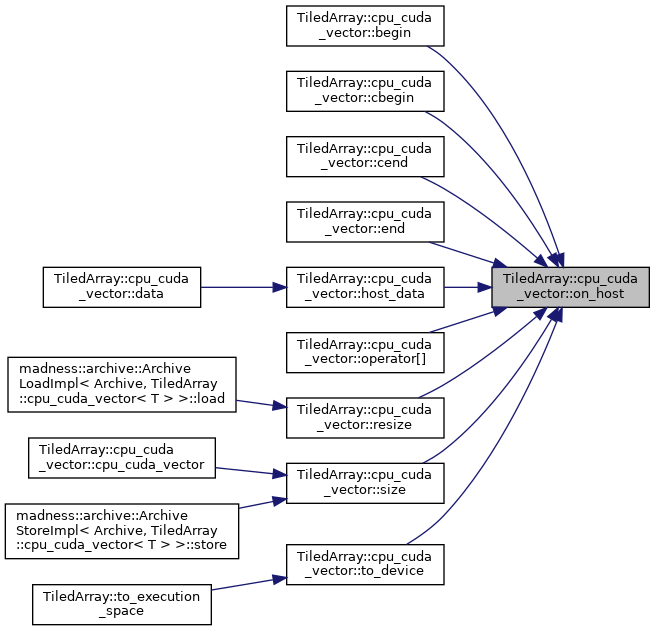 TiledArray::cpu_cuda
_vector::begin
TiledArray::cpu_cuda
_vector::cbegin
TiledArray::cpu_cuda
_vector::cend
TiledArray::cpu_cuda
_vector::end
TiledArray::cpu_cuda
_vector::data
TiledArray::cpu_cuda
_vector::host_data
TiledArray::cpu_cuda
_vector::on_host
TiledArray::cpu_cuda
_vector::operator[]
madness::archive::Archive
LoadImpl< Archive, TiledArray
::cpu_cuda_vector< T > >::load
TiledArray::cpu_cuda
_vector::resize
TiledArray::cpu_cuda
_vector::cpu_cuda_vector
TiledArray::cpu_cuda
_vector::size
madness::archive::Archive
StoreImpl< Archive, TiledArray
::cpu_cuda_vector< T > >::store
TiledArray::cpu_cuda
_vector::to_device
TiledArray::to_execution
_space